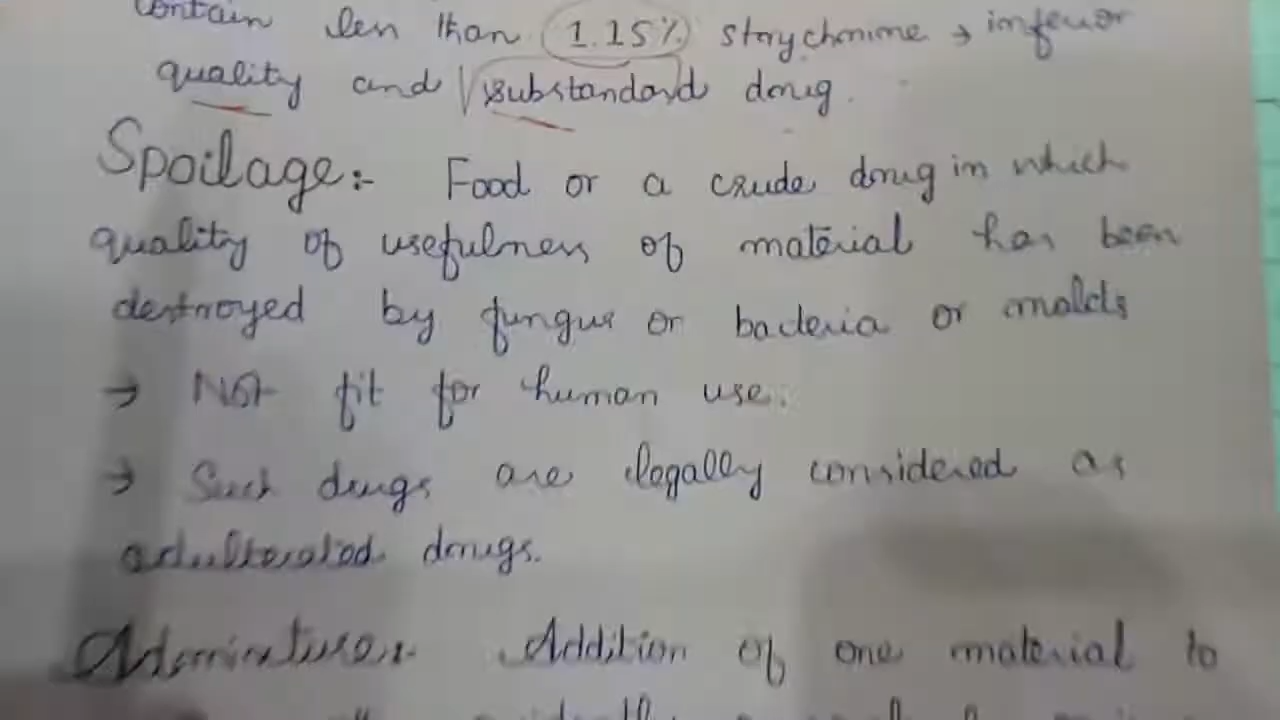 contain less than 1.15% strychnine → inferior
quality and substandard drug.
Spoilage:- Food or a crude drug in which
quality of usefulness of material has been
destroyed by fungus or bacteria or molds
→ Not fit for human use.
→ Such drugs are legally considered as
adulterated drugs.
Admixture:- Addition of one material to